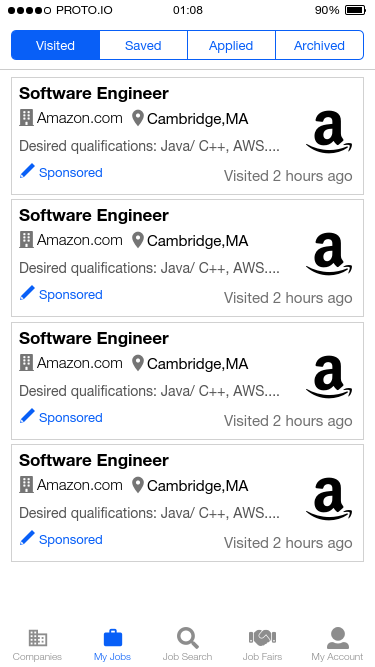 PROTO.IO 01:08 90%
Visited Saved Applied Archived
Software Engineer
Amazon.com Cambridge,MA
Desired qualifications: Java/ C++, AWS....
Sponsored Visited 2 hours ago
Software Engineer
Amazon.com Cambridge,MA
Desired qualifications: Java/ C++, AWS....
Sponsored Visited 2 hours ago
Software Engineer
Amazon.com Cambridge,MA
Desired qualifications: Java/ C++, AWS....
Sponsored Visited 2 hours ago
Software Engineer
Amazon.com Cambridge,MA
Desired qualifications: Java/ C++, AWS....
Sponsored Visited 2 hours ago
Companies My Jobs Job Search Job Fairs My Account